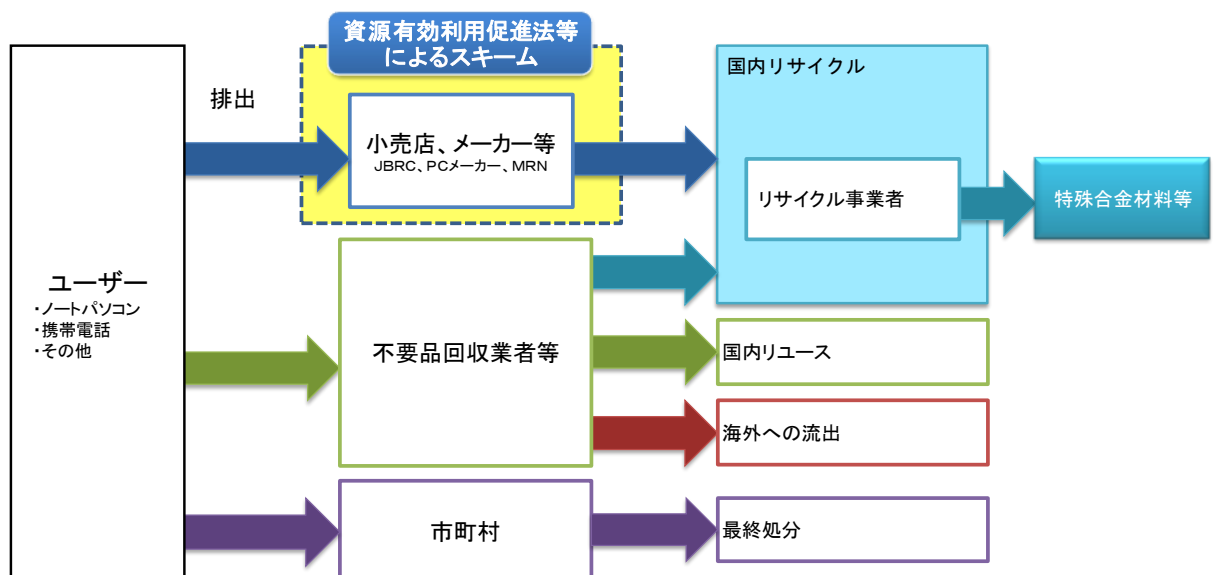 資源有効利用促進法等
によるスキーム
排出
小売店、メーカー等
JBRC、PCメーカー、MRN
国内リサイクル
リサイクル事業者
特殊合金材料等
ユーザー
・ノートパソコン
・携帯電話
・その他
不要品回収業者等
国内リユース
海外への流出
市町村
最終処分